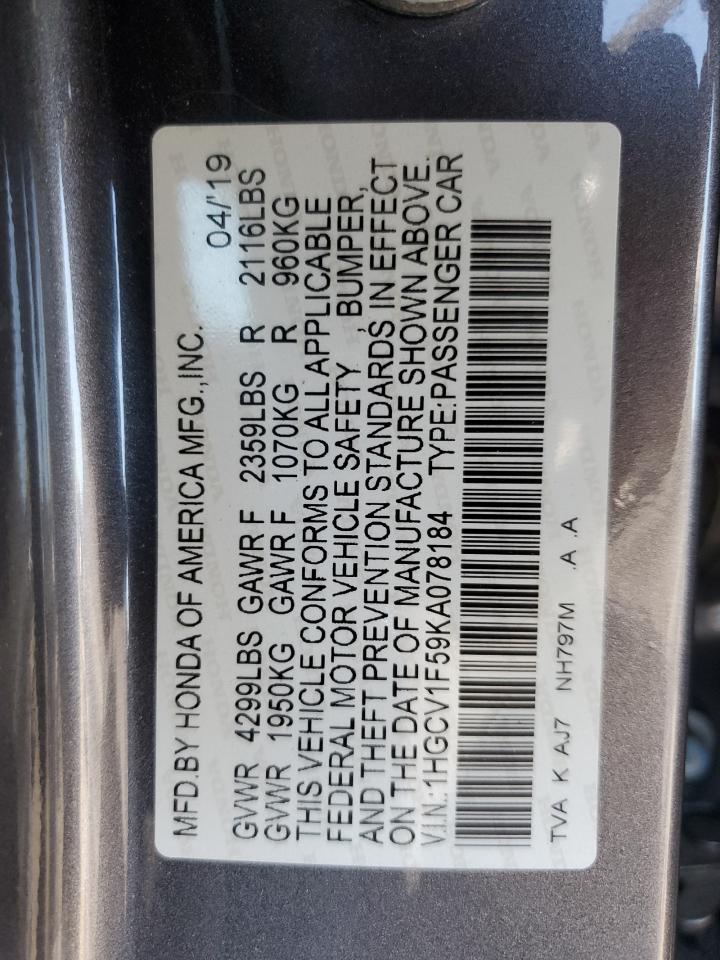 MFD.BY HONDA OF AMERICA MFG.,INC. 04/'19
GVWR 4299LBS GAWR F 2359LBS R 2116LBS
GVWR 1950KG GAWR F 1070KG R 960KG
THIS VEHICLE CONFORMS TO ALL APPLICABLE
FEDERAL MOTOR VEHICLE SAFETY, BUMPER,
AND THEFT PREVENTION STANDARDS IN EFFECT
ON THE DATE OF MANUFACTURE SHOWN ABOVE.
V.I.N.:1HGCV1F59KA078184 TYPE:PASSENGER CAR
TVA K AJ7 NH797M .A .A